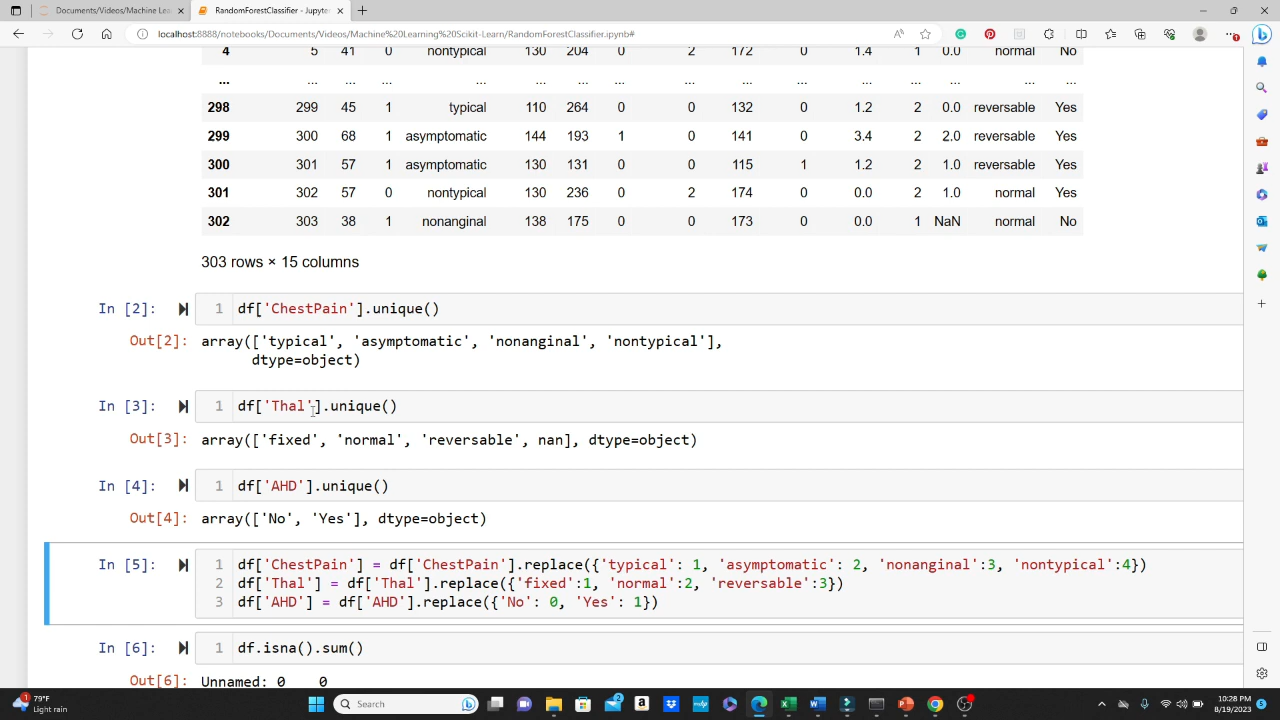 Documents/Videos/Machine Lea
RandomForestClassifier - Jupyte
localhost:8888/notebooks/Documents/Videos/Machine%20Learning%20Scikit-Learn/RandomForestClassifier.ipynb#
4 5 41 0 nontypical 130 204 0 2 172 0 1.4 1 0.0 normal No
... ... ... ... ... ... ... ... ... ... ... ... ... ... ... ...
298 299 45 1 typical 110 264 0 0 132 0 1.2 2 0.0 reversable Yes
299 300 68 1 asymptomatic 144 193 1 0 141 0 3.4 2 2.0 reversable Yes
300 301 57 1 asymptomatic 130 131 0 0 115 1 1.2 2 1.0 reversable Yes
301 302 57 0 nontypical 130 236 0 2 174 0 0.0 2 1.0 normal Yes
302 303 38 1 nonanginal 138 175 0 0 173 0 0.0 1 NaN normal No
303 rows × 15 columns
In [2]: 1 df['ChestPain'].unique()
Out[2]: array(['typical', 'asymptomatic', 'nonanginal', 'nontypical'],
dtype=object)
In [3]: 1 df['Thal'].unique()
Out[3]: array(['fixed', 'normal', 'reversable', nan], dtype=object)
In [4]: 1 df['AHD'].unique()
Out[4]: array(['No', 'Yes'], dtype=object)
In [5]: 1 df['ChestPain'] = df['ChestPain'].replace({'typical': 1, 'asymptomatic': 2, 'nonanginal':3, 'nontypical':4})
2 df['Thal'] = df['Thal'].replace({'fixed':1, 'normal':2, 'reversable':3})
3 df['AHD'] = df['AHD'].replace({'No': 0, 'Yes': 1})
In [6]: 1 df.isna().sum()
Out[6]: Unnamed: 0 0
79°F
Light rain
Search
10:28 PM
8/19/2023